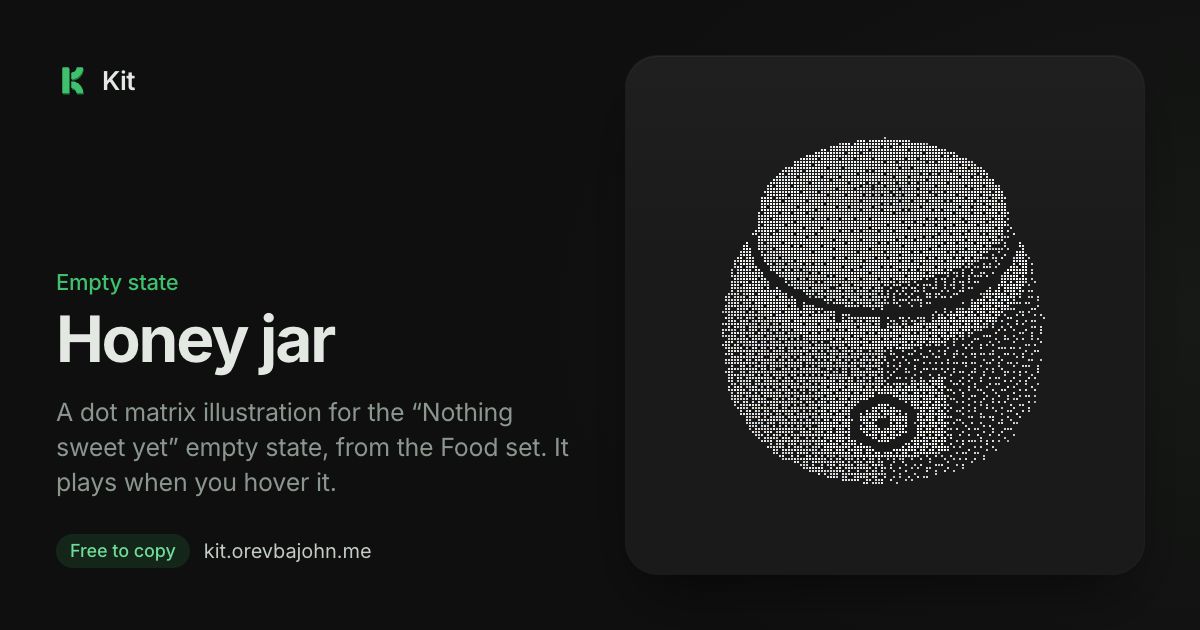 Kit
Empty state
Honey jar
A dot matrix illustration for the “Nothing
sweet yet” empty state, from the Food set. It
plays when you hover it.
Free to copy
kit.orevbajohn.me